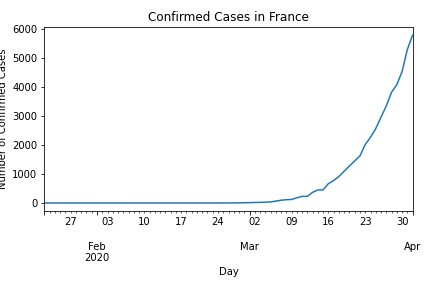 Confirmed Cases in France
Number of Confirmed Cases
6000
5000
4000
3000
2000
1000
0
27 03 10 17 24 02 09 16 23 30
Feb Mar Apr
2020
Day